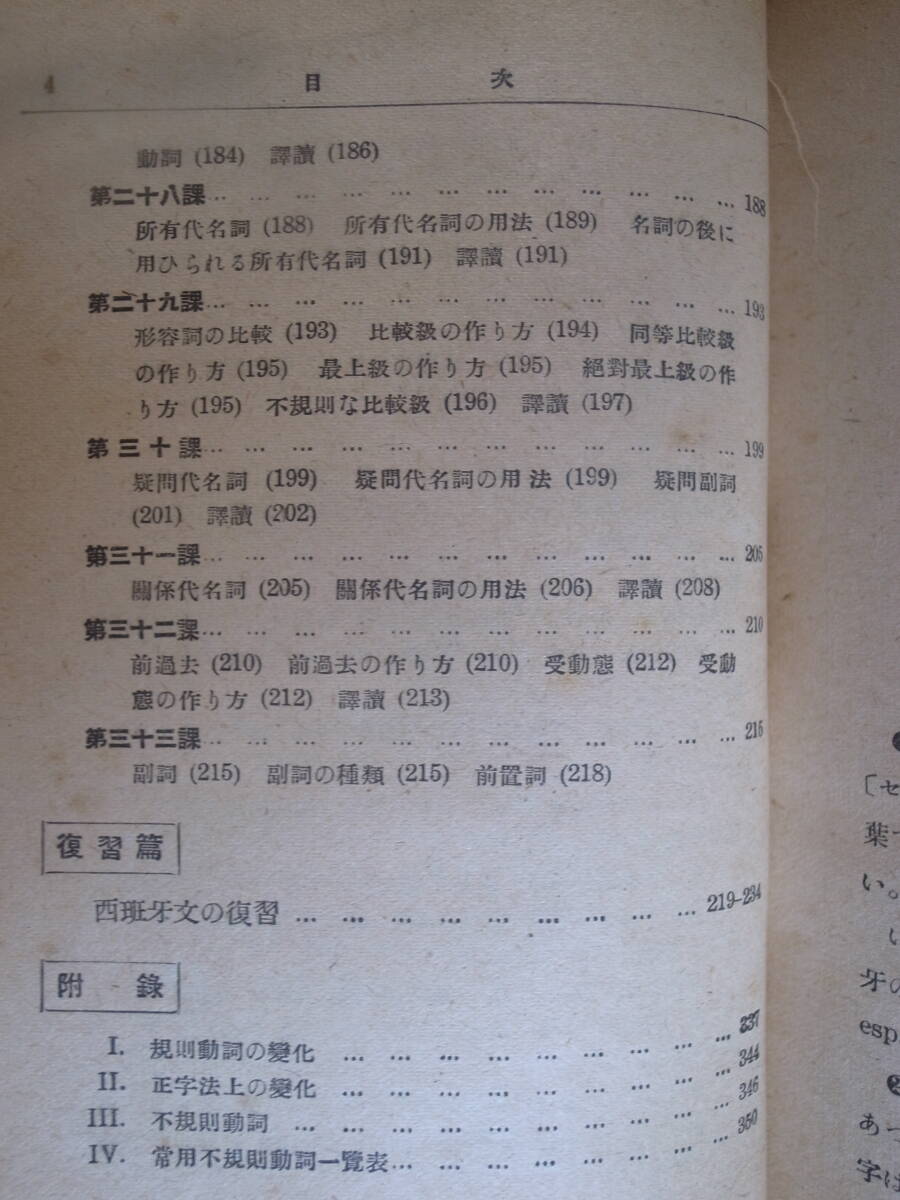 4 目次
動詞 (184) 譯讀 (186)
第二十八課… … … … … … … … … … … … 188
所有代名詞 (188) 所有代名詞の用法 (189) 名詞の後に
用ひられる所有代名詞 (191) 譯讀 (191)
第二十九課… … … … … … … … … … … … 193
形容詞の比較 (193) 比較級の作り方 (194) 同等比較級
の作り方 (195) 最上級の作り方 (195) 絕對最上級の作
り方 (195) 不規則な比較級 (196) 譯讀 (197)
第三十課… … … … … … … … … … … … 199
疑問代名詞 (199) 疑問代名詞の用法 (199) 疑問副詞
(201) 譯讀 (202)
第三十一課… … … … … … … … … … … … 205
關係代名詞 (205) 關係代名詞の用法 (206) 譯讀 (208)
第三十二課… … … … … … … … … … … … 210
前過去 (210) 前過去の作り方 (210) 受動態 (212) 受動
態の作り方 (212) 譯讀 (213)
第三十三課… … … … … … … … … … … … 215
副詞 (215) 副詞の種類 (215) 前置詞 (218)
復習篇
西班牙文の復習 … … … … … … … … … 219-234
附錄
I. 規則動詞の變化 … … … … … … … … … 237
II. 正字法上の變化 … … … … … … … … … 344
III. 不規則動詞 … … … … … … … … … … 346
IV. 常用不規則動詞一覽表… … … … … … … … 350
〔セ
葉
い。
い
牙の
esp
❷
あつ
字は